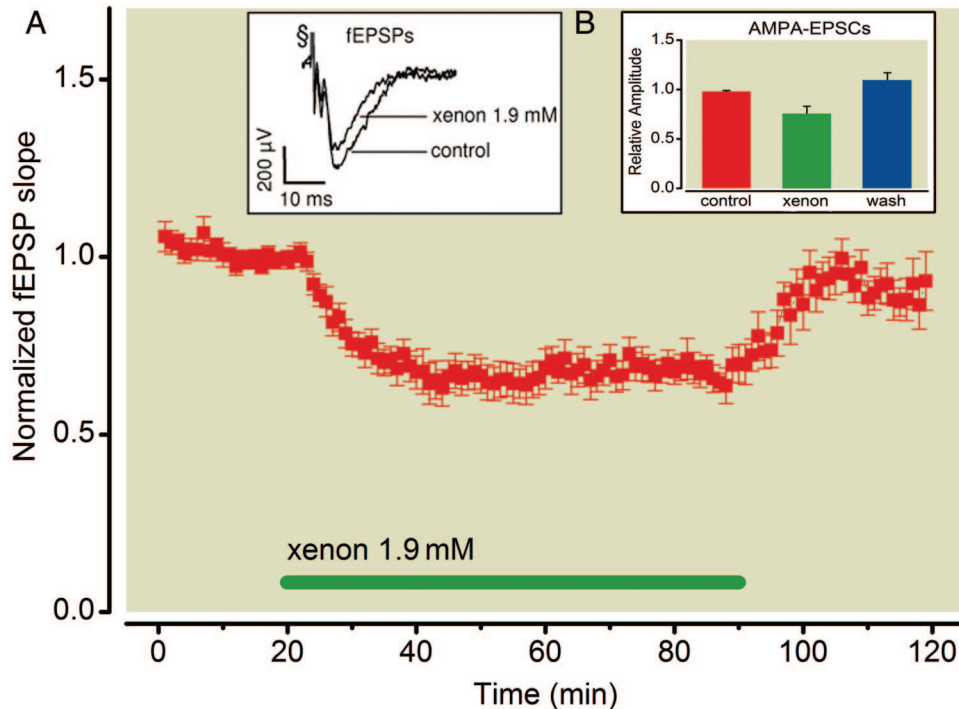 A
§ fEPSPs
xenon 1.9 mM
control
200 µV
10 ms
B
AMPA-EPSCs
Relative Amplitude
1.5
1.0
0.5
0.0
control xenon wash
Normalized fEPSP slope
1.5
1.0
0.5
0.0
xenon 1.9 mM
0 20 40 60 80 100 120
Time (min)